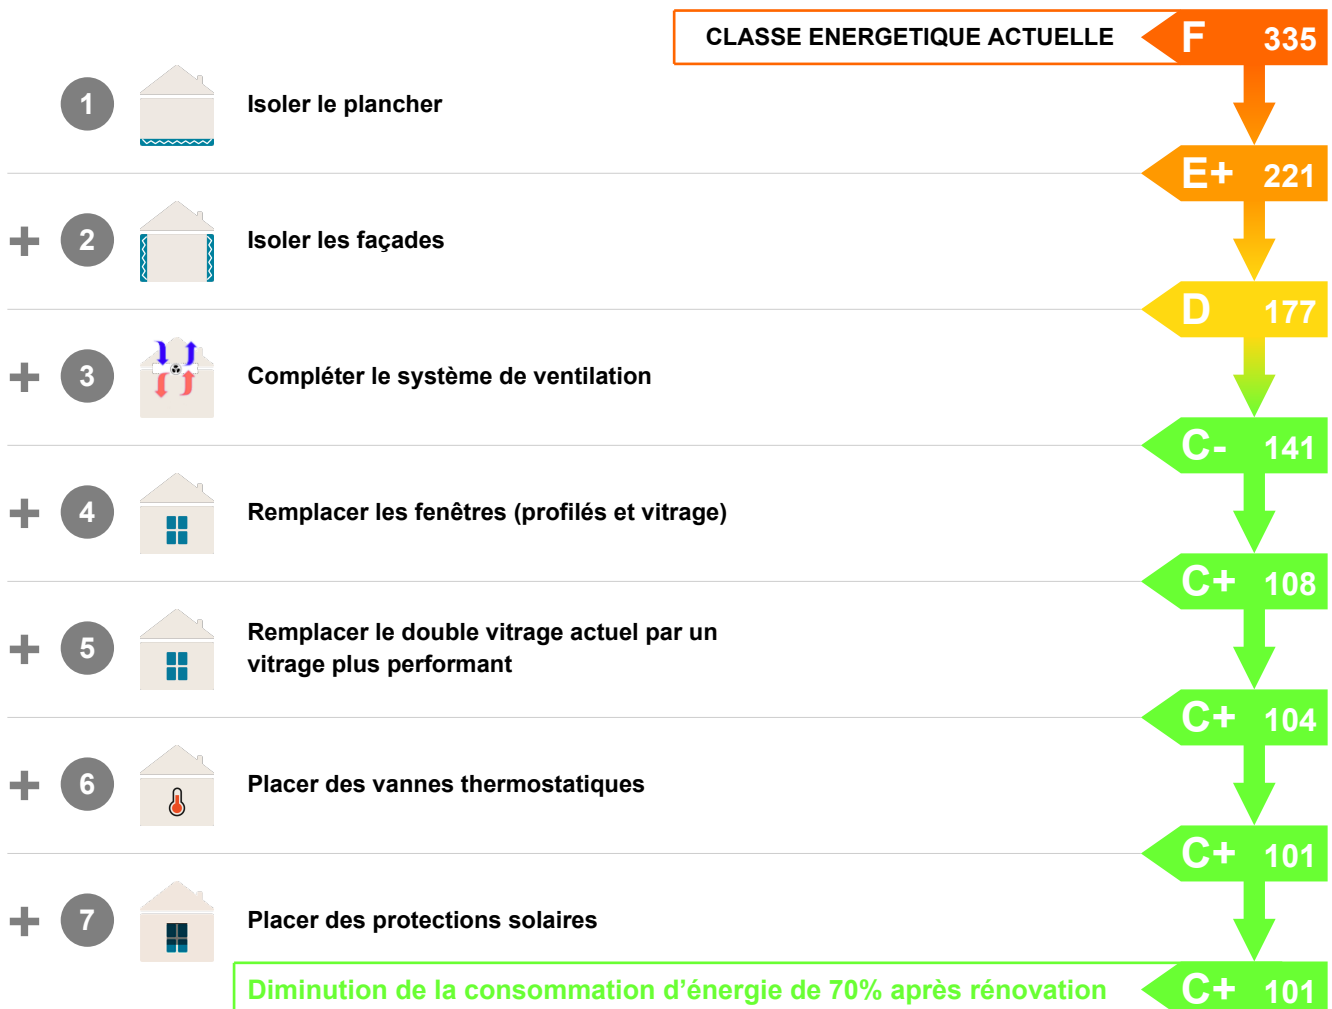 CLASSE ENERGETIQUE ACTUELLE F 335
1 Isoler le plancher
E+ 221
+ 2 Isoler les façades
D 177
+ 3 Compléter le système de ventilation
C- 141
+ 4 Remplacer les fenêtres (profilés et vitrage)
C+ 108
+ 5 Remplacer le double vitrage actuel par un
vitrage plus performant
C+ 104
+ 6 Placer des vannes thermostatiques
C+ 101
+ 7 Placer des protections solaires
Diminution de la consommation d’énergie de 70% après rénovation C+ 101